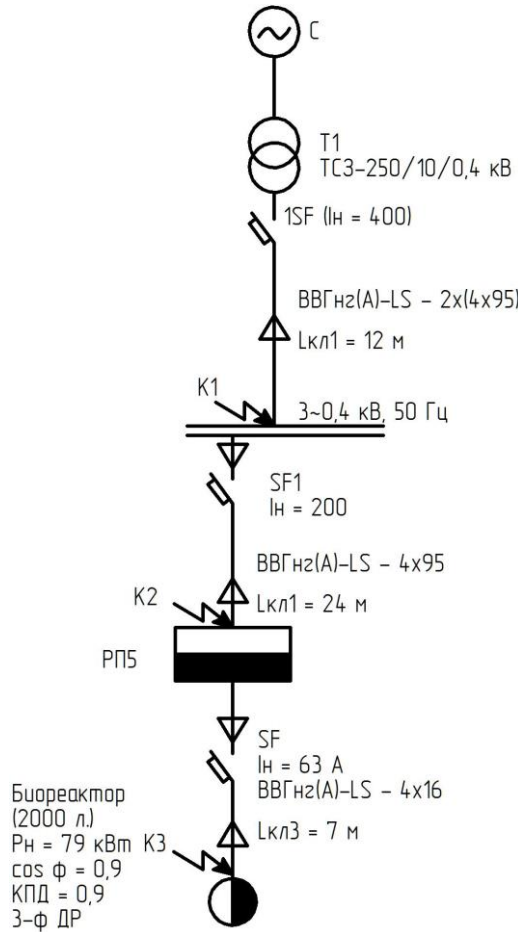 С
Т1
ТСЗ-250/10/0,4 кВ
1SF (Iн = 400)
ВВГнг(А)-LS - 2х(4х95)
Lкл1 = 12 м
К1
3~0,4 кВ, 50 Гц
SF1
Iн = 200
ВВГнг(А)-LS - 4х95
К2
Lкл1 = 24 м
РП5
SF
Iн = 63 А
ВВГнг(А)-LS - 4х16
Lкл3 = 7 м
Биореактор
(2000 л.)
Рн = 79 кВт К3
cos ф = 0,9
КПД = 0,9
3-ф ДР